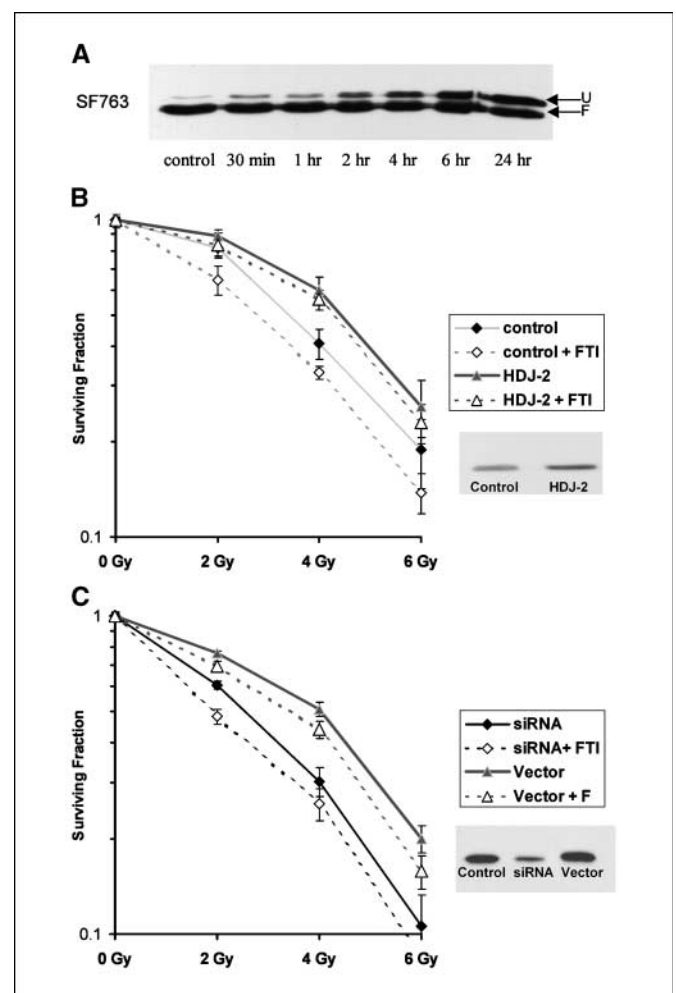 A
SF763
U
F
control 30 min 1 hr 2 hr 4 hr 6 hr 24 hr
B
1
Surviving Fraction
0.1
0 Gy 2 Gy 4 Gy 6 Gy
control
control + FTI
HDJ-2
HDJ-2 + FTI
Control HDJ-2
C
1
Surviving Fraction
0.1
0 Gy 2 Gy 4 Gy 6 Gy
siRNA
siRNA+ FTI
Vector
Vector + F
Control siRNA Vector